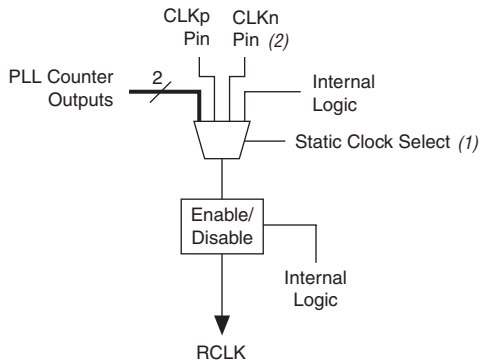 CLKp
Pin
CLKn
Pin (2)
PLL Counter
Outputs
2
Internal
Logic
Static Clock Select (1)
Enable/
Disable
Internal
Logic
RCLK